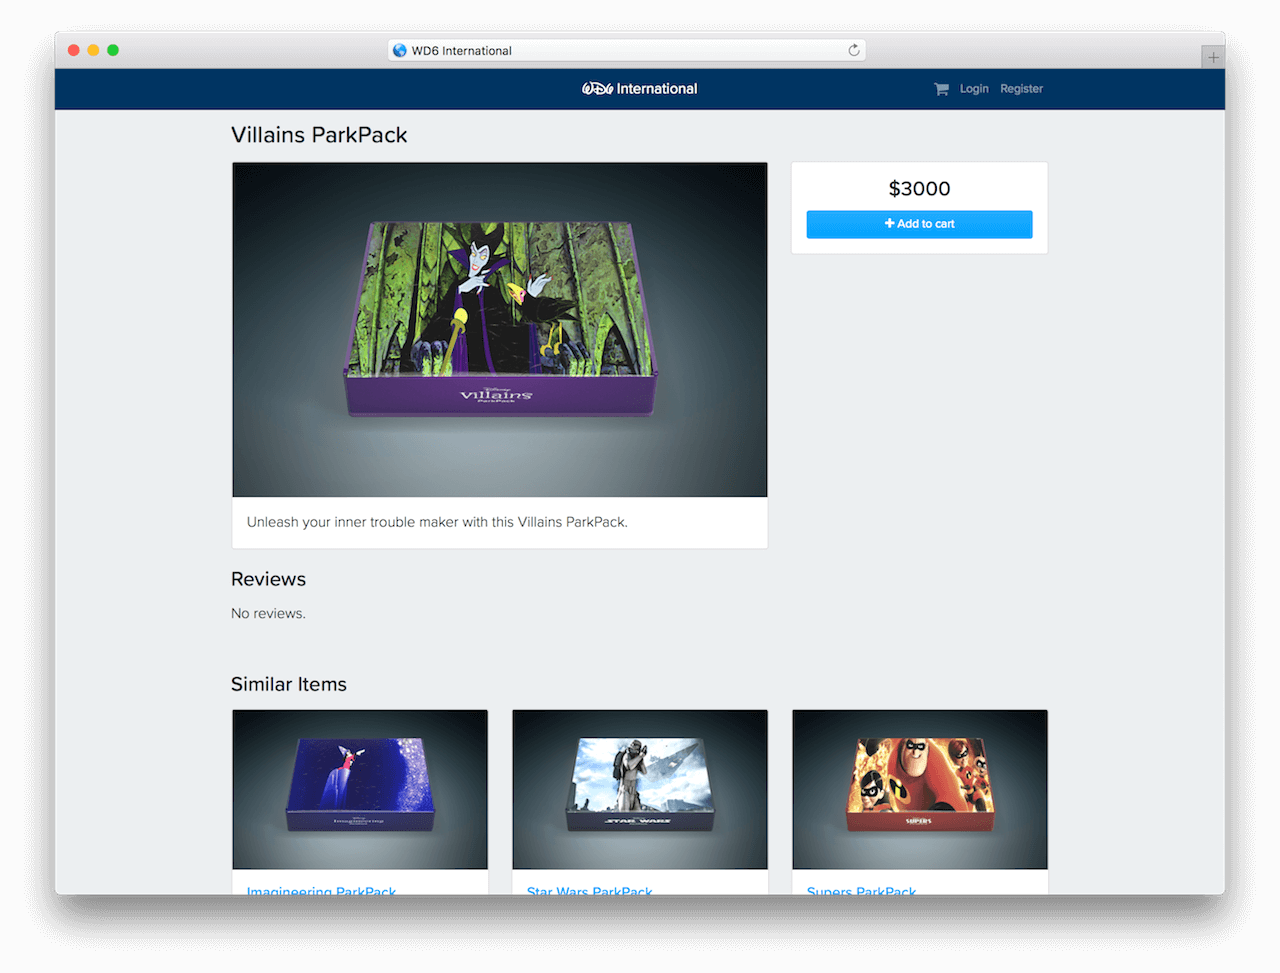 WD6 International
WD6 International
Login Register
Villains ParkPack
$3000
+ Add to cart
Disney
Villains
ParkPack
Unleash your inner trouble maker with this Villains ParkPack.
Reviews
No reviews.
Similar Items
Imagineering
STAR WARS
SUPERS
Imagineering ParkPack
Star Wars ParkPack
Supers ParkPack